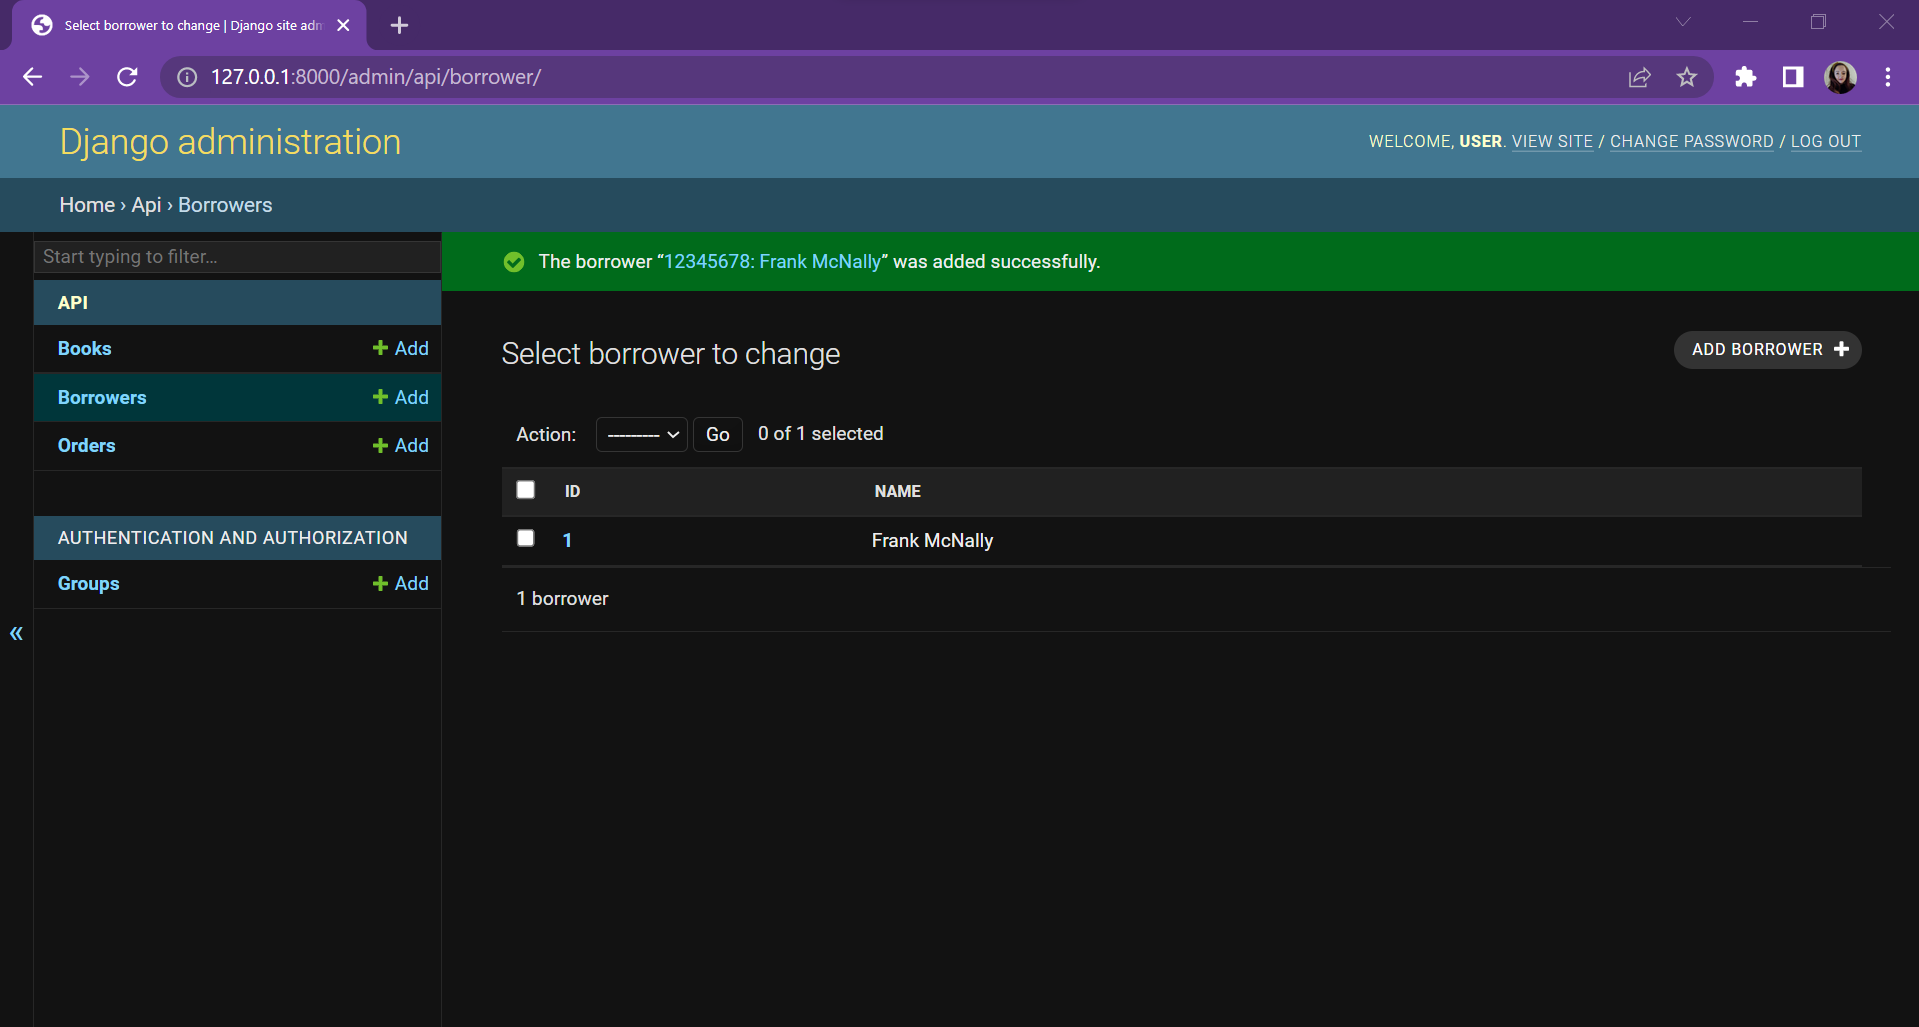 Select borrower to change | Django site adm
127.0.0.1:8000/admin/api/borrower/
Django administration
WELCOME, USER. VIEW SITE / CHANGE PASSWORD / LOG OUT
Home › Api › Borrowers
Start typing to filter...
The borrower “12345678: Frank McNally” was added successfully.
API
Books Add
Borrowers Add
Orders Add
AUTHENTICATION AND AUTHORIZATION
Groups Add
«
Select borrower to change
ADD BORROWER
Action: --------- Go 0 of 1 selected
ID NAME
1 Frank McNally
1 borrower